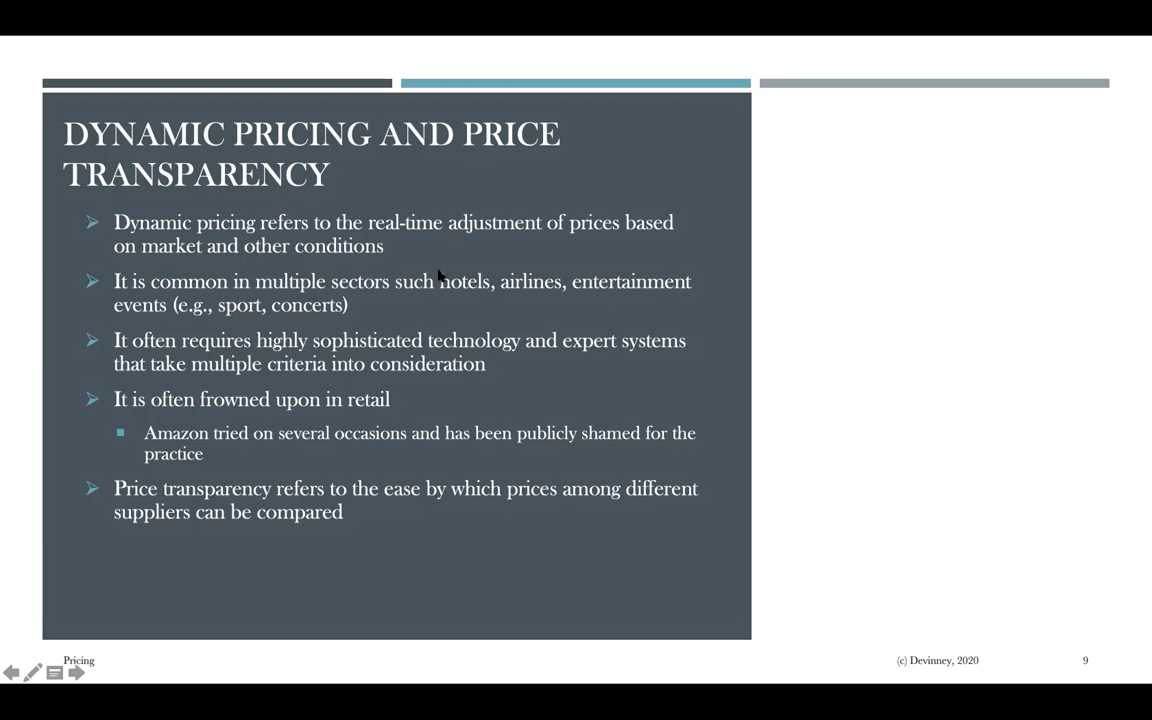 DYNAMIC PRICING AND PRICE
TRANSPARENCY
Dynamic pricing refers to the real-time adjustment of prices based
on market and other conditions
It is common in multiple sectors such hotels, airlines, entertainment
events (e.g., sport, concerts)
It often requires highly sophisticated technology and expert systems
that take multiple criteria into consideration
It is often frowned upon in retail
Amazon tried on several occasions and has been publicly shamed for the
practice
Price transparency refers to the ease by which prices among different
suppliers can be compared
Pricing
(c) Devinney, 2020
9